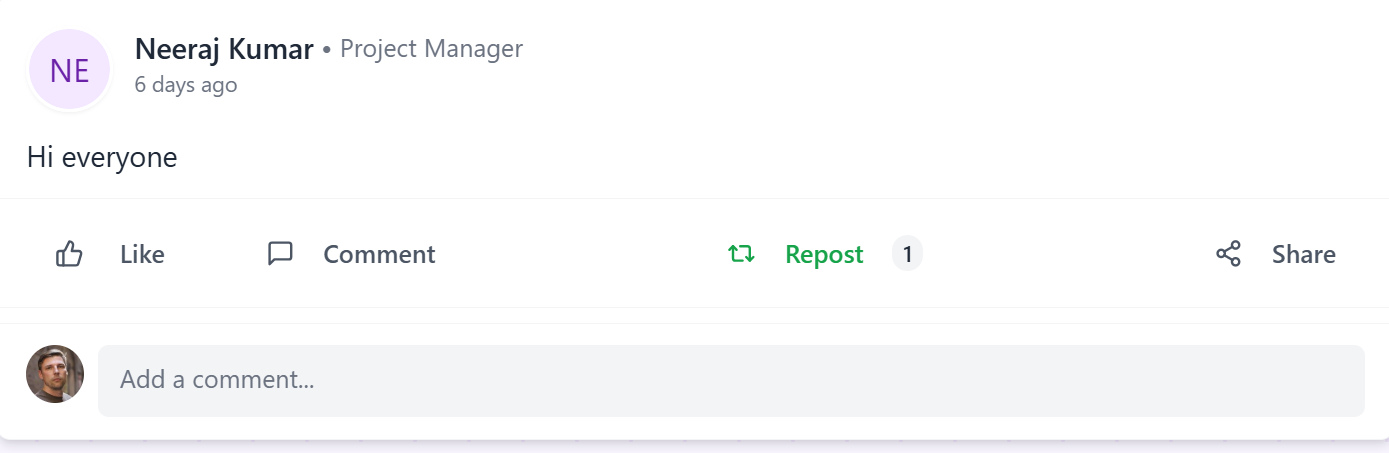 NE
Neeraj Kumar • Project Manager
6 days ago
Hi everyone
Like Comment Repost 1 Share
Add a comment...